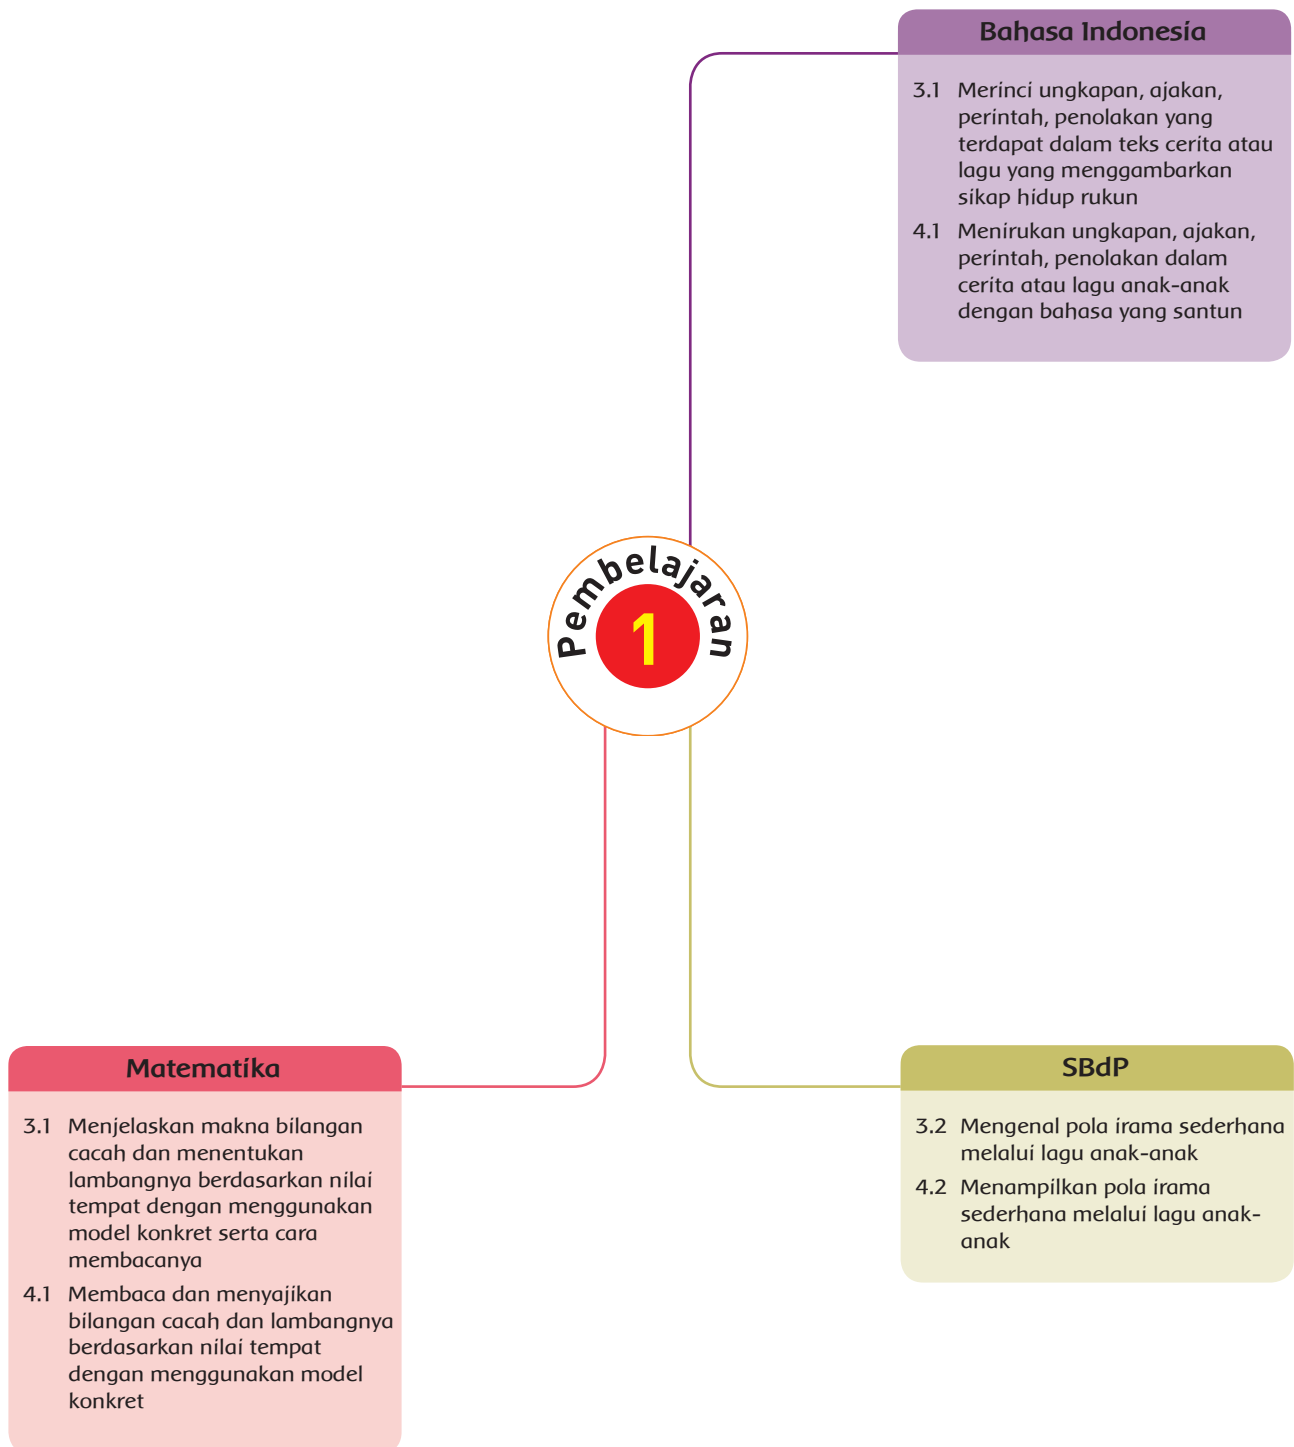 Bahasa Indonesia
3.1 Merinci ungkapan, ajakan,
perintah, penolakan yang
terdapat dalam teks cerita atau
lagu yang menggambarkan
sikap hidup rukun
4.1 Menirukan ungkapan, ajakan,
perintah, penolakan dalam
cerita atau lagu anak-anak
dengan bahasa yang santun
Pembelajaran
1
Matematika
3.1 Menjelaskan makna bilangan
cacah dan menentukan
lambangnya berdasarkan nilai
tempat dengan menggunakan
model konkret serta cara
membacanya
4.1 Membaca dan menyajikan
bilangan cacah dan lambangnya
berdasarkan nilai tempat
dengan menggunakan model
konkret
SBdP
3.2 Mengenal pola irama sederhana
melalui lagu anak-anak
4.2 Menampilkan pola irama
sederhana melalui lagu anak-
anak